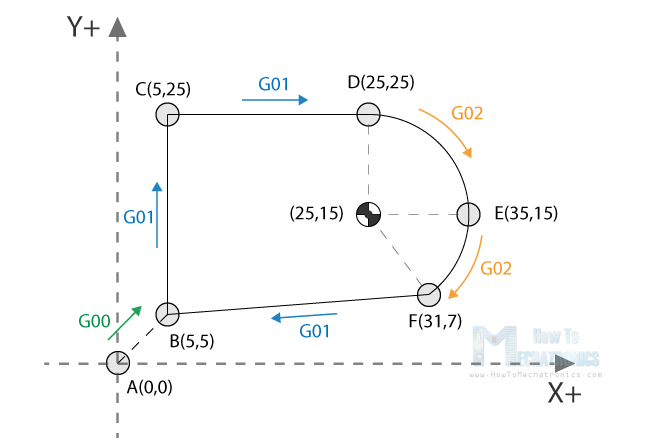 Y+
C(5,25)
G01
D(25,25)
G02
G01
(25,15)
E(35,15)
G02
G00
B(5,5)
G01
F(31,7)
How To
MECHATRONICS
www.HowToMechatronics.com
A(0,0)
X+